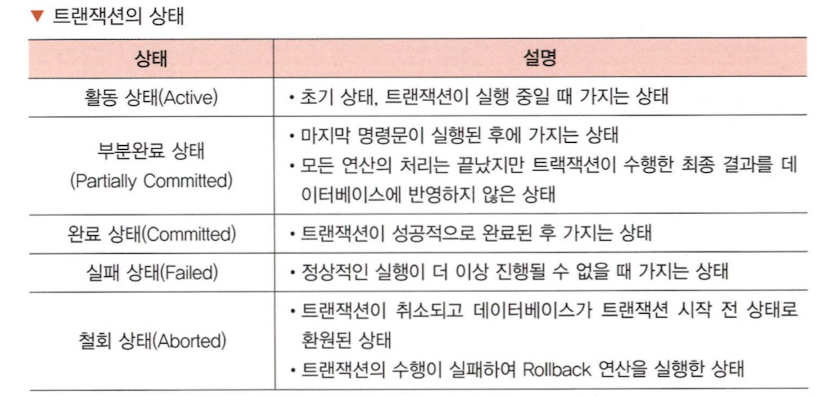 ▼ 트랜잭션의 상태
상태
설명
활동 상태(Active)
• 초기 상태, 트랜잭션이 실행 중일 때 가지는 상태
부분완료 상태
(Partially Committed)
• 마지막 명령문이 실행된 후에 가지는 상태
• 모든 연산의 처리는 끝났지만 트랙잭션이 수행한 최종 결과를 데
이터베이스에 반영하지 않은 상태
완료 상태(Committed)
• 트랜잭션이 성공적으로 완료된 후 가지는 상태
실패 상태(Failed)
• 정상적인 실행이 더 이상 진행될 수 없을 때 가지는 상태
철회 상태(Aborted)
• 트랜잭션이 취소되고 데이터베이스가 트랜잭션 시작 전 상태로
환원된 상태
• 트랜잭션의 수행이 실패하여 Rollback 연산을 실행한 상태